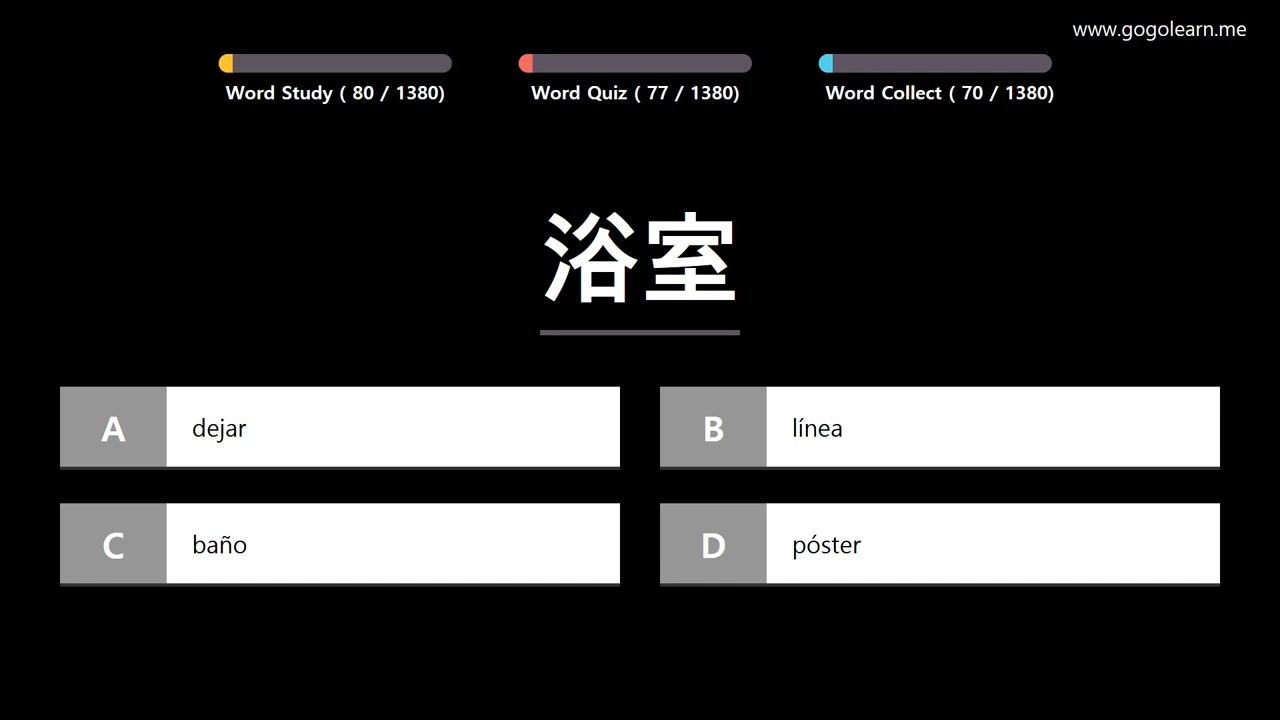 www.gogolearn.me
Word Study ( 80 / 1380)
Word Quiz ( 77 / 1380)
Word Collect ( 70 / 1380)
浴室
A dejar
B línea
C baño
D póster